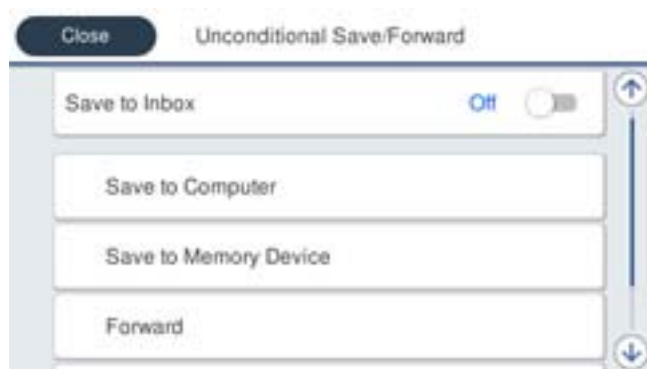 Close Unconditional Save/Forward
Save to Inbox Off
Save to Computer
Save to Memory Device
Forward